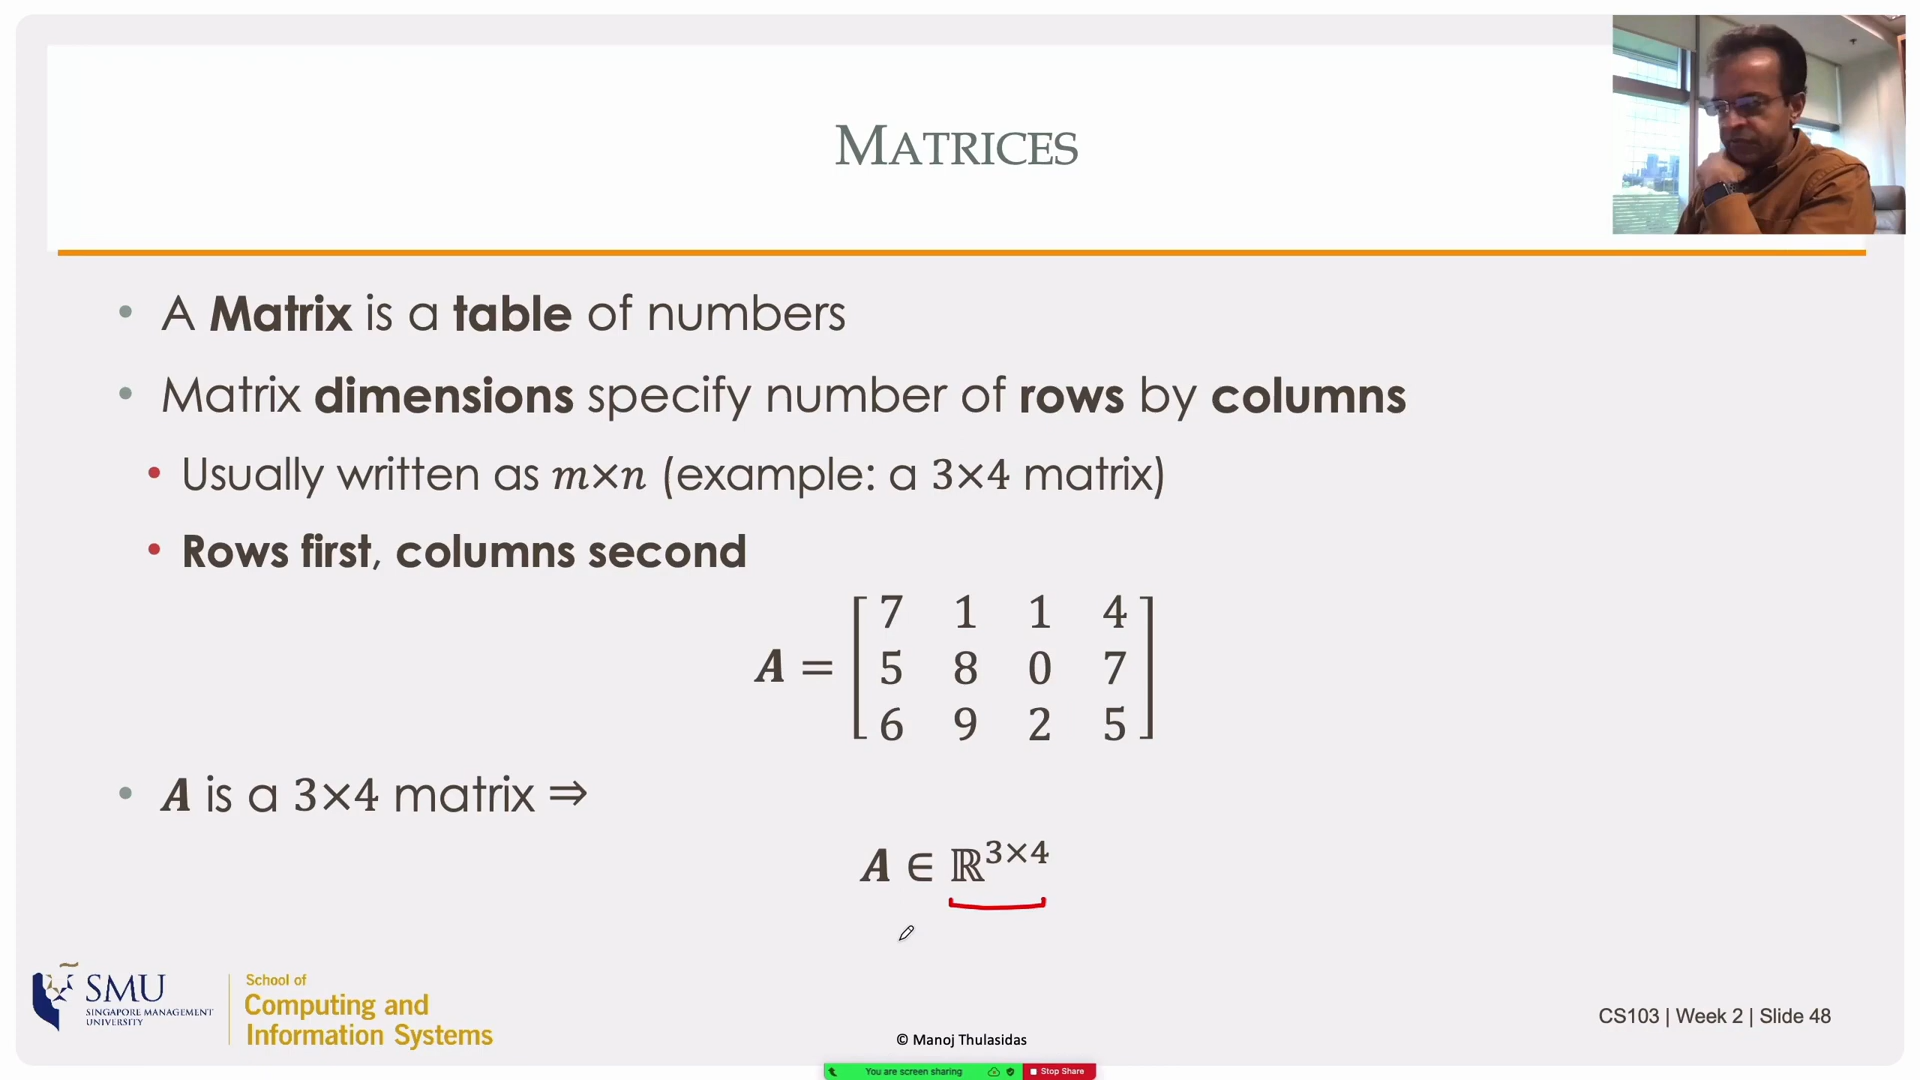 MATRICES
• A Matrix is a table of numbers
• Matrix dimensions specify number of rows by columns
• Usually written as m×n (example: a 3×4 matrix)
• Rows first, columns second
A = [ 7 1 1 4
5 8 0 7
6 9 2 5 ]
• A is a 3×4 matrix ⇒
A ∈ ℝ^{3×4}
SMU
SINGAPORE MANAGEMENT
UNIVERSITY
School of
Computing and
Information Systems
© Manoj Thulasidas
CS103 | Week 2 | Slide 48
You are screen sharing
Stop Share